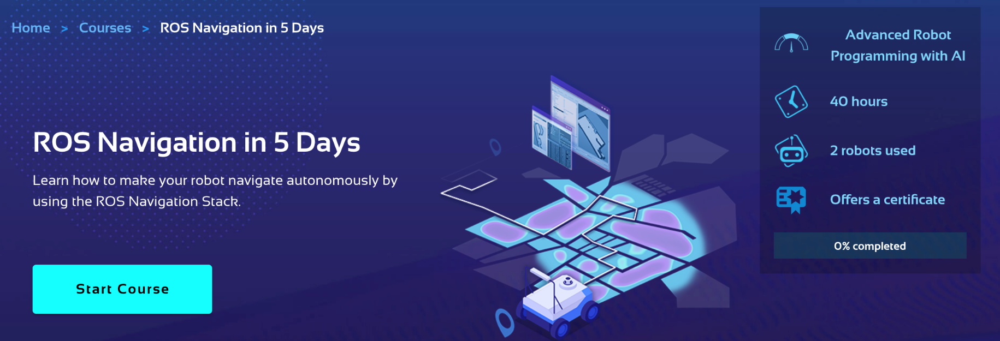 Home > Courses > ROS Navigation in 5 Days
ROS Navigation in 5 Days
Learn how to make your robot navigate autonomously by
using the ROS Navigation Stack.
Start Course
Advanced Robot
Programming with AI
40 hours
2 robots used
Offers a certificate
0% completed